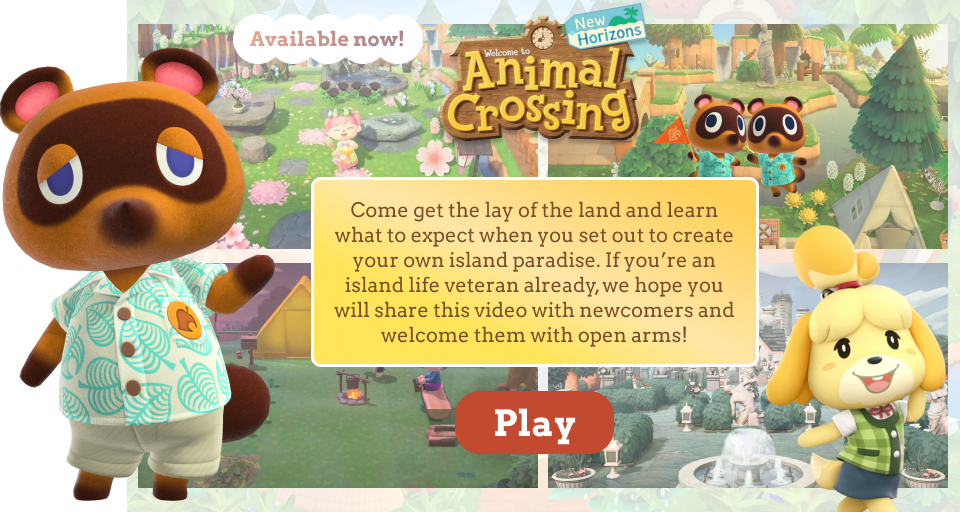 Available now!
New
Horizons
Welcome to
Animal
Crossing
Come get the lay of the land and learn
what to expect when you set out to create
your own island paradise. If you’re an
island life veteran already, we hope you
will share this video with newcomers and
welcome them with open arms!
Play